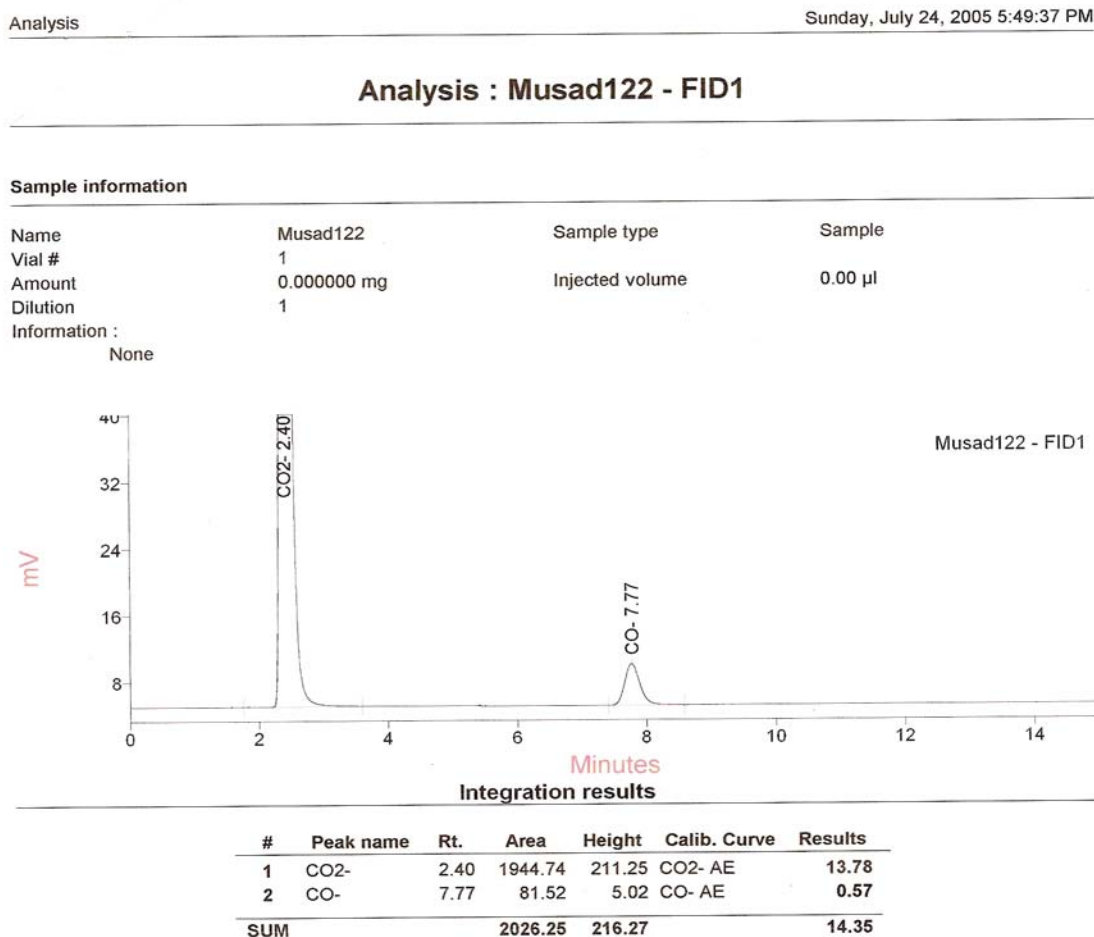 Analysis Sunday, July 24, 2005 5:49:37 PM
Analysis : Musad122 - FID1
Sample information
Name Musad122 Sample type Sample
Vial # 1
Amount 0.000000 mg Injected volume 0.00 µl
Dilution 1
Information :
None
40
CO2- 2.40
Musad122 - FID1
32
24
mV
CO- 7.77
16
8
0 2 4 6 8 10 12 14
Minutes
Integration results
# Peak name Rt. Area Height Calib. Curve Results
1 CO2- 2.40 1944.74 211.25 CO2- AE 13.78
2 CO- 7.77 81.52 5.02 CO- AE 0.57
SUM 2026.25 216.27 14.35